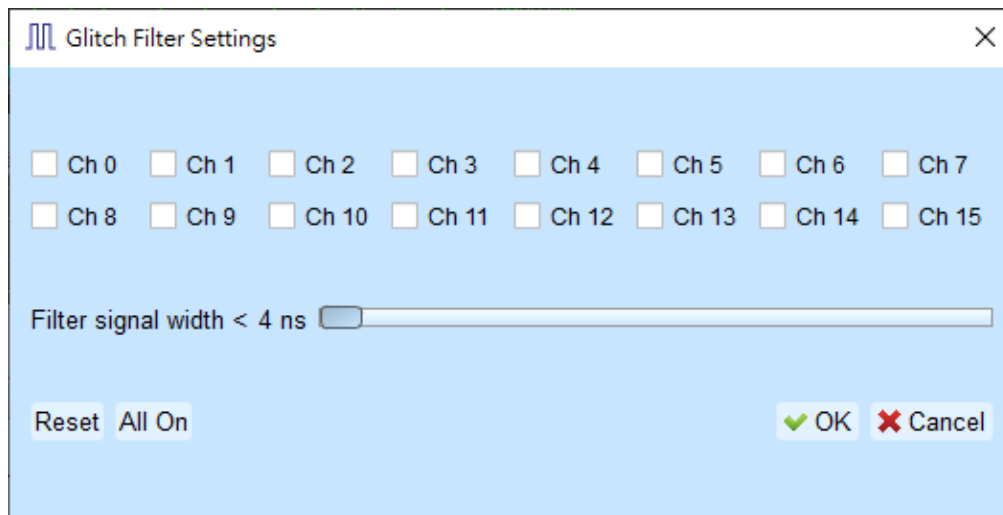 Glitch Filter Settings
Ch 0 Ch 1 Ch 2 Ch 3 Ch 4 Ch 5 Ch 6 Ch 7
Ch 8 Ch 9 Ch 10 Ch 11 Ch 12 Ch 13 Ch 14 Ch 15
Filter signal width < 4 ns
Reset All On OK Cancel